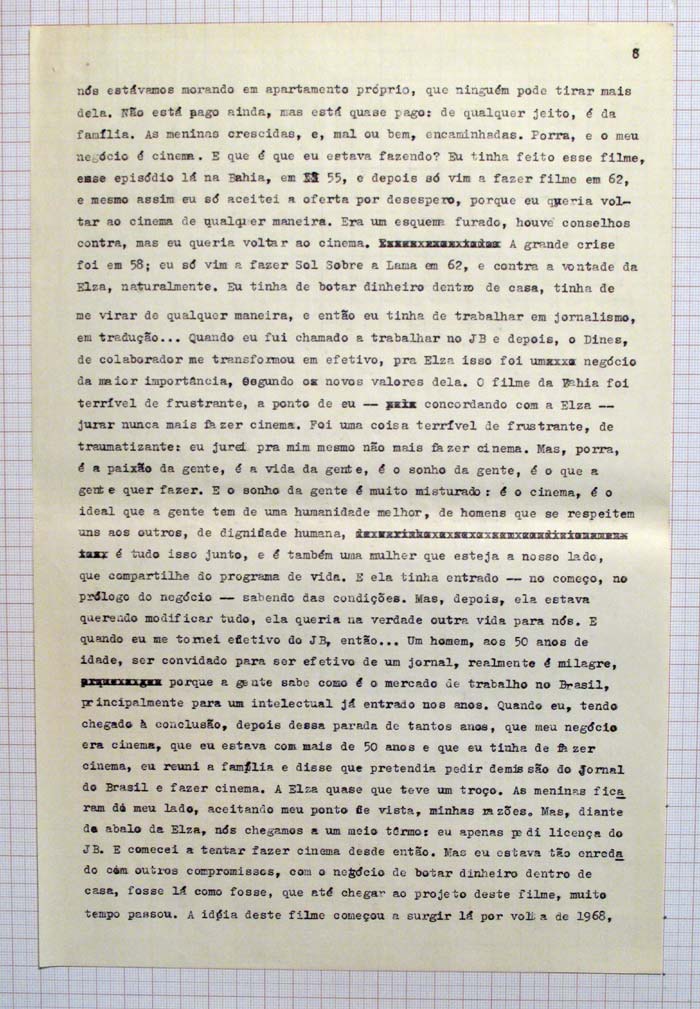 8
nós estávamos morando em apartamento próprio, que ninguém pode tirar mais
dela. Não está pago ainda, mas está quase pago: de qualquer jeito, é da
família. As meninas crescidas, e, mal ou bem, encaminhadas. Porra, e o meu
negócio é cinema. E que é que eu estava fazendo? Eu tinha feito esse filme,
esse episódio lá na Bahia, em 55, e depois só vim a fazer filme em 62,
e mesmo assim eu só aceitei a oferta por desespero, porque eu queria vol-
tar ao cinema de qualquer maneira. Era um esquema furado, houve conselhos
contra, mas eu queria voltar ao cinema. A grande crise
foi em 58; eu só vim a fazer Sol Sobre a Lama em 62, e contra a vontade da
Elza, naturalmente. Eu tinha de botar dinheiro dentro de casa, tinha de
me virar de qualquer maneira, e então eu tinha de trabalhar em jornalismo,
em tradução... Quando eu fui chamado a trabalhar no JB e depois, o Dines,
de colaborador me transformou em efetivo, pra Elza isso foi um negócio
da maior importância, segundo os novos valores dela. O filme da Bahia foi
terrível de frustrante, a ponto de eu -- concordando com a Elza --
jurar nunca mais fazer cinema. Foi uma coisa terrível de frustrante, de
traumatizante: eu jurei pra mim mesmo não mais fazer cinema. Mas, porra,
é a paixão da gente, é a vida da gente, é o sonho da gente, é o que a
gente quer fazer. E o sonho da gente é muito misturado: é o cinema, é o
ideal que a gente tem de uma humanidade melhor, de homens que se respeitem
uns aos outros, de dignidade humana,
é tudo isso junto, e é também uma mulher que esteja a nosso lado,
que compartilhe do programa de vida. E ela tinha entrado -- no começo, no
prólogo do negócio -- sabendo das condições. Mas, depois, ela estava
querendo modificar tudo, ela queria na verdade outra vida para nós. E
quando eu me tornei efetivo do JB, então... Um homem, aos 50 anos de
idade, ser convidado para ser efetivo de um jornal, realmente é milagre,
porque a gente sabe como é o mercado de trabalho no Brasil,
principalmente para um intelectual já entrado nos anos. Quando eu, tendo
chegado à conclusão, depois dessa parada de tantos anos, que meu negócio
era cinema, que eu estava com mais de 50 anos e que eu tinha de fazer
cinema, eu reuni a família e disse que pretendia pedir demissão do Jornal
do Brasil e fazer cinema. A Elza quase que teve um troço. As meninas fica
ram do meu lado, aceitando meu ponto de vista, minhas razões. Mas, diante
do abalo da Elza, nós chegamos a um meio têrmo: eu apenas pedi licença do
JB. E comecei a tentar fazer cinema desde então. Mas eu estava tão enreda
do com outros compromissos, com o negócio de botar dinheiro dentro de
casa, fosse lá como fosse, que até chegar ao projeto deste filme, muito
tempo passou. A idéia deste filme começou a surgir lá por volta de 1968,